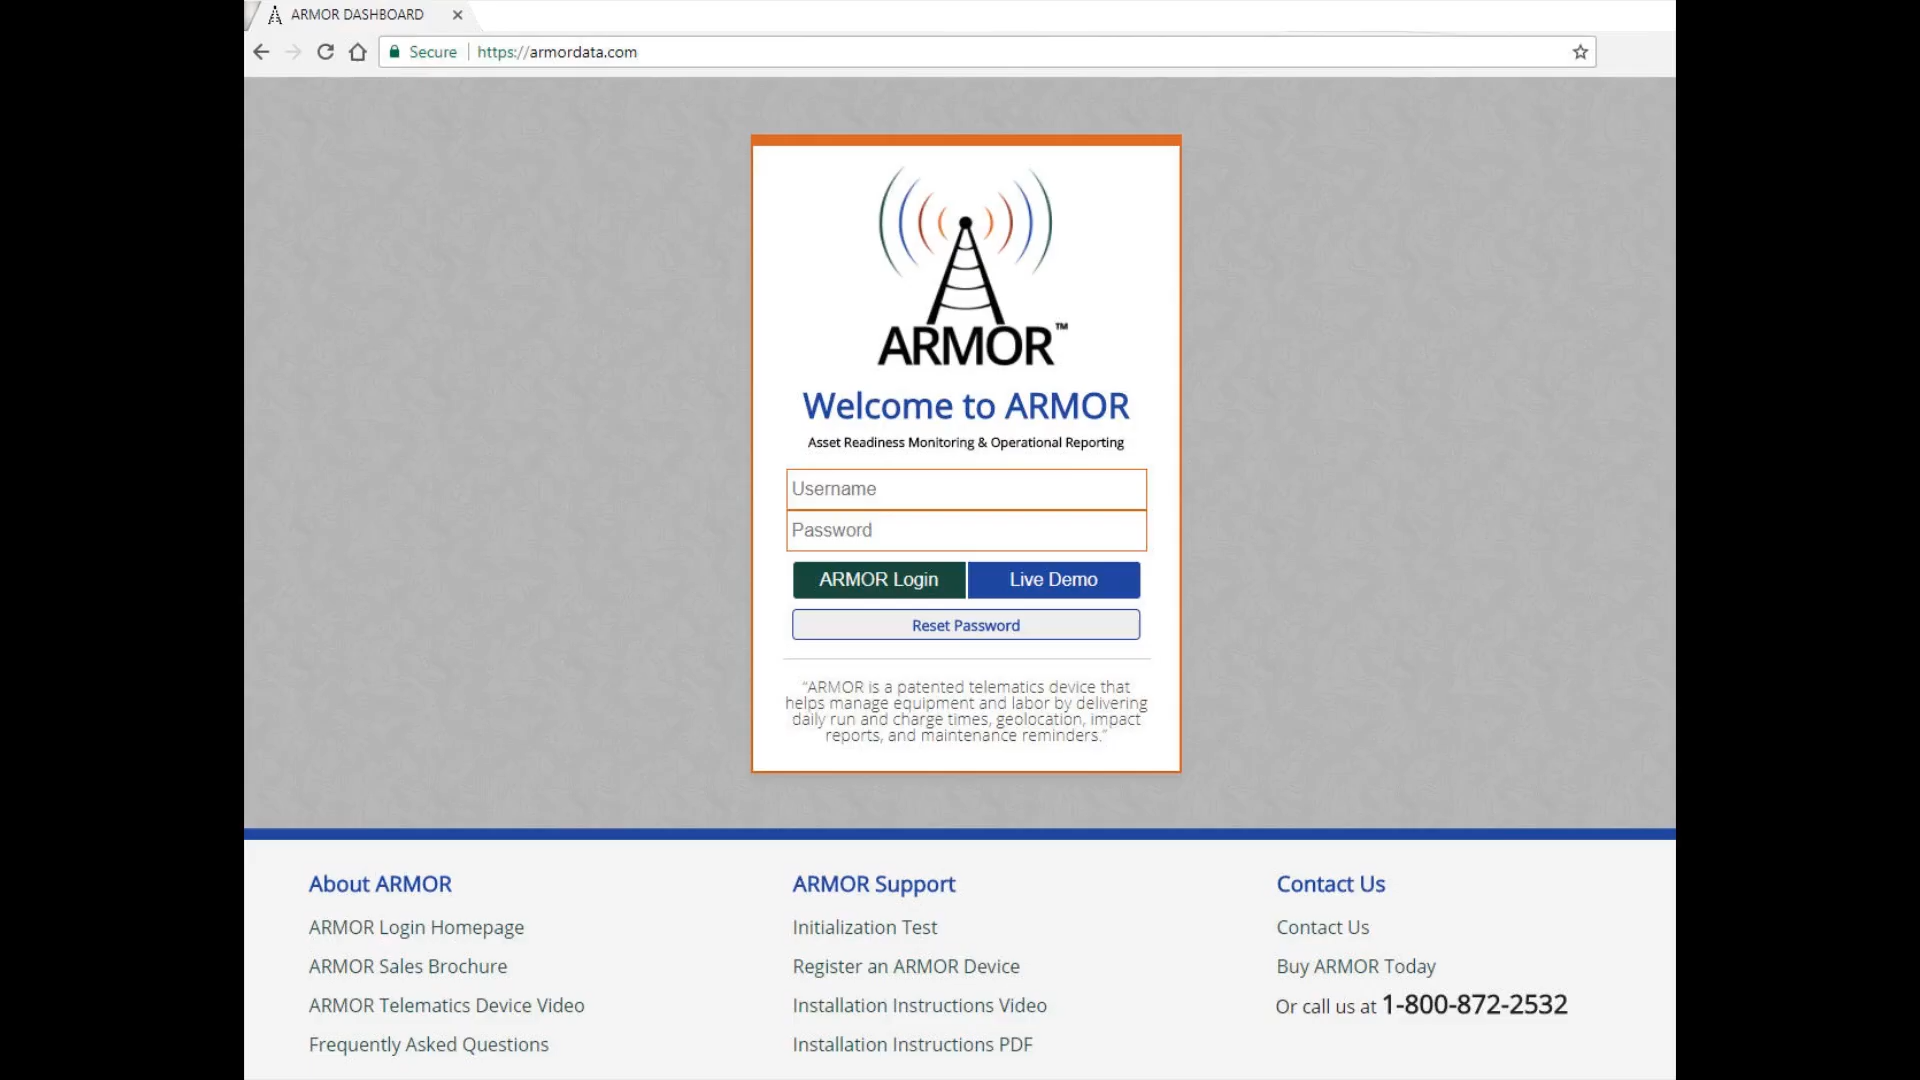 ARMOR DASHBOARD
Secure https://armordata.com
ARMOR™
Welcome to ARMOR
Asset Readiness Monitoring & Operational Reporting
Username
Password
ARMOR Login Live Demo
Reset Password
“ARMOR is a patented telematics device that
helps manage equipment and labor by delivering
daily run and charge times, geolocation, impact
reports, and maintenance reminders.”
About ARMOR
ARMOR Login Homepage
ARMOR Sales Brochure
ARMOR Telematics Device Video
Frequently Asked Questions
ARMOR Support
Initialization Test
Register an ARMOR Device
Installation Instructions Video
Installation Instructions PDF
Contact Us
Contact Us
Buy ARMOR Today
Or call us at 1-800-872-2532